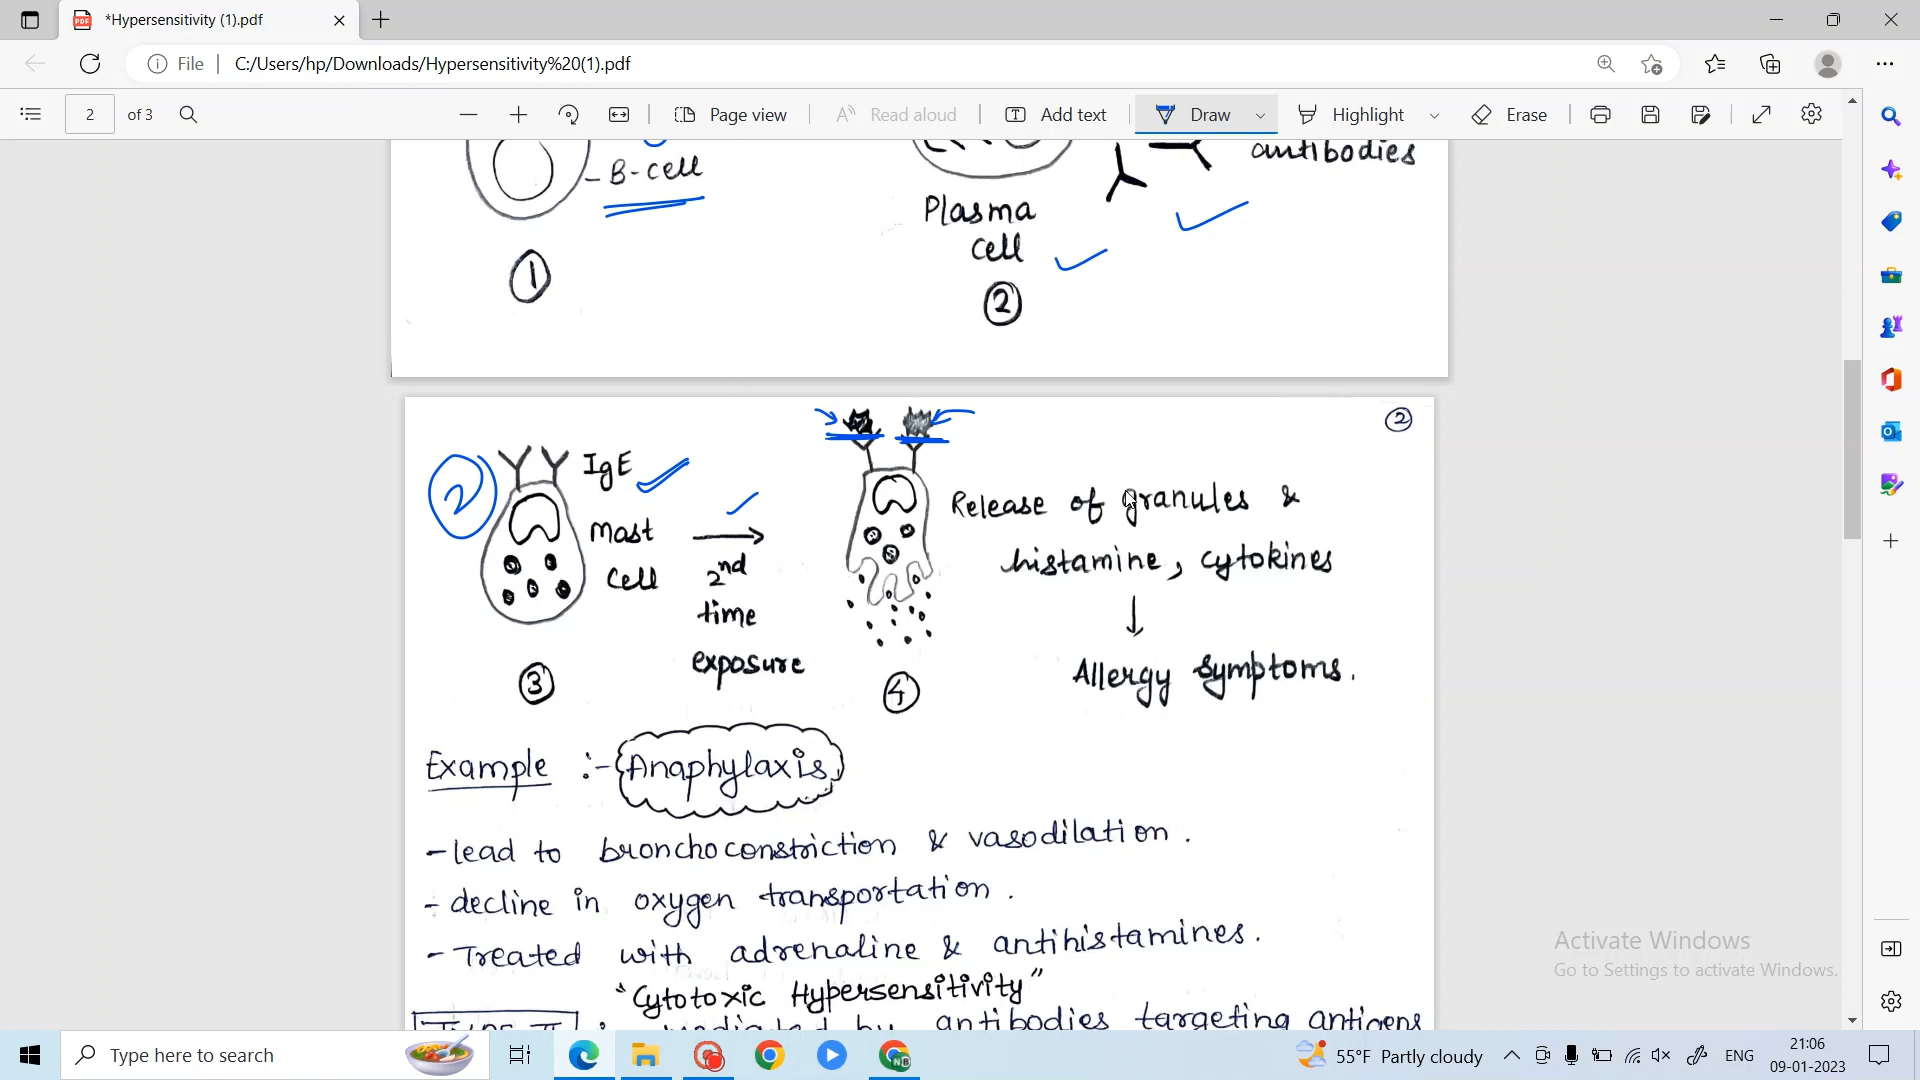 *Hypersensitivity (1).pdf
File
C:/Users/hp/Downloads/Hypersensitivity%20(1).pdf
2 of 3
Page view
Read aloud
Add text
Draw
Highlight
Erase
- B-cell
antibodies
Plasma
cell
1
2
2
2
IgE
mast
cell
2nd
time
exposure
3
4
Release of granules &
histamine, cytokines
↓
Allergy symptoms.
Example :- Anaphylaxis
- lead to bronchoconstriction & vasodilation.
- decline in oxygen transportation.
- Treated with adrenaline & antihistamines.
"Cytotoxic Hypersensitivity"
antibodies targeting antigens
Activate Windows
Go to Settings to activate Windows.
Type here to search
55°F Partly cloudy
ENG
21:06
09-01-2023